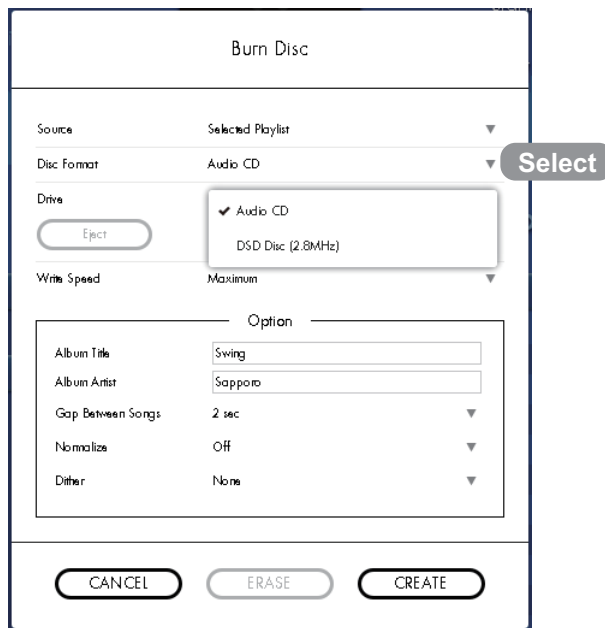 Burn Disc
Source Selected Playlist ▼
Disc Format Audio CD ▼ Select
Drive
✔ Audio CD
Eject
DSD Disc (2.8MHz)
Write Speed Maximum ▼
Option
Album Title Swing
Album Artist Sapporo
Gap Between Songs 2 sec ▼
Normalize Off ▼
Dither None ▼
CANCEL ERASE CREATE